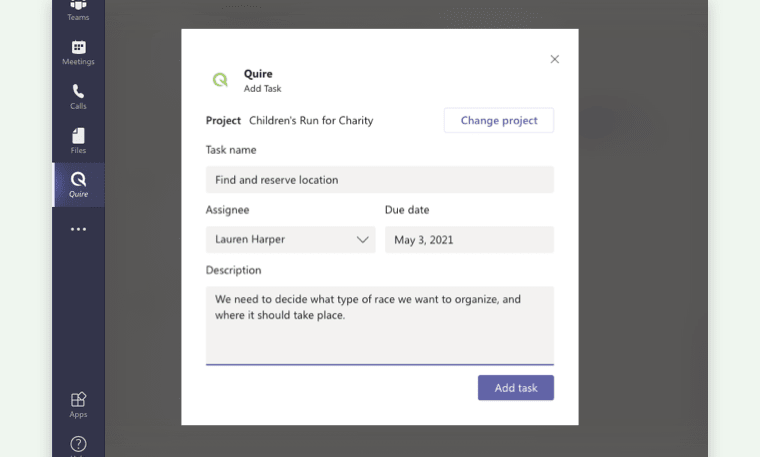 Teams
Meetings
Calls
Files
Quire
Apps
Quire
Add Task
Project Children's Run for Charity
Change project
Task name
Find and reserve location
Assignee Due date
Lauren Harper May 3, 2021
Description
We need to decide what type of race we want to organize, and
where it should take place.
Add task